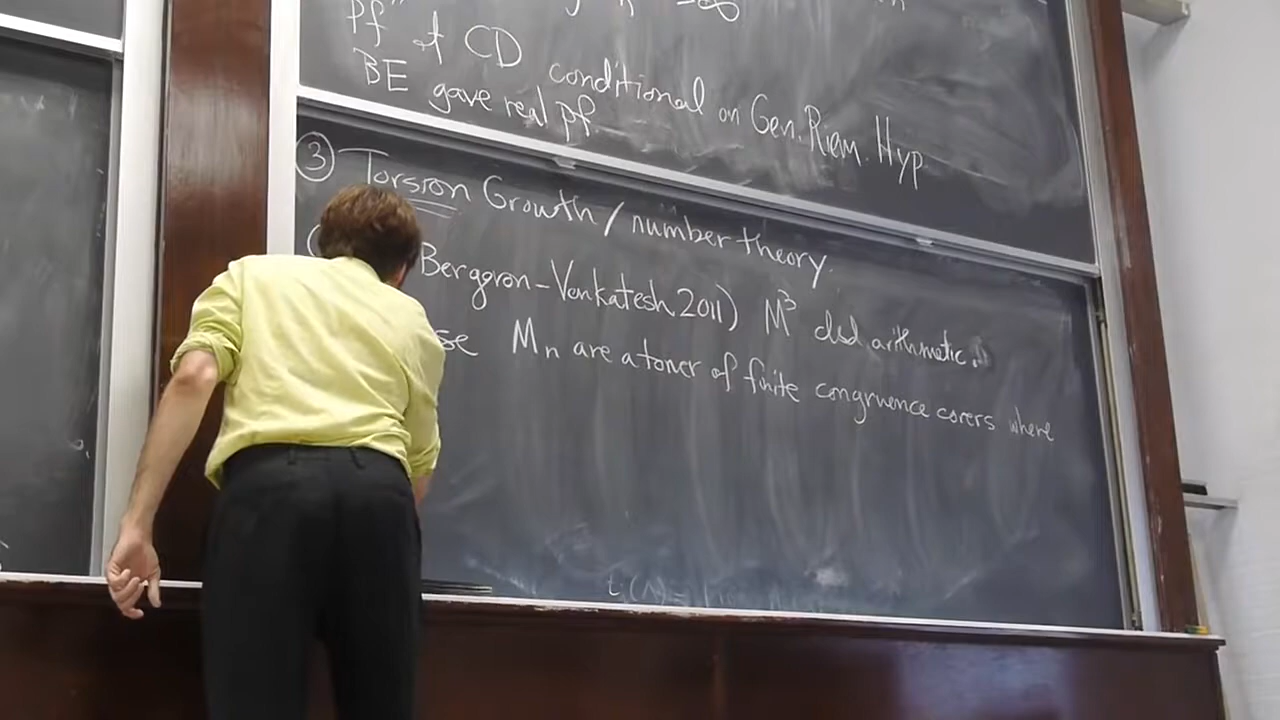 Pf" of CD conditional on Gen. Riem. Hyp
BE gave real pf.
③ Torsion Growth / number theory.
Bergeron-Venkatesh 2011) M³ clsd arithmetic.
Mn are a tower of finite congruence covers where